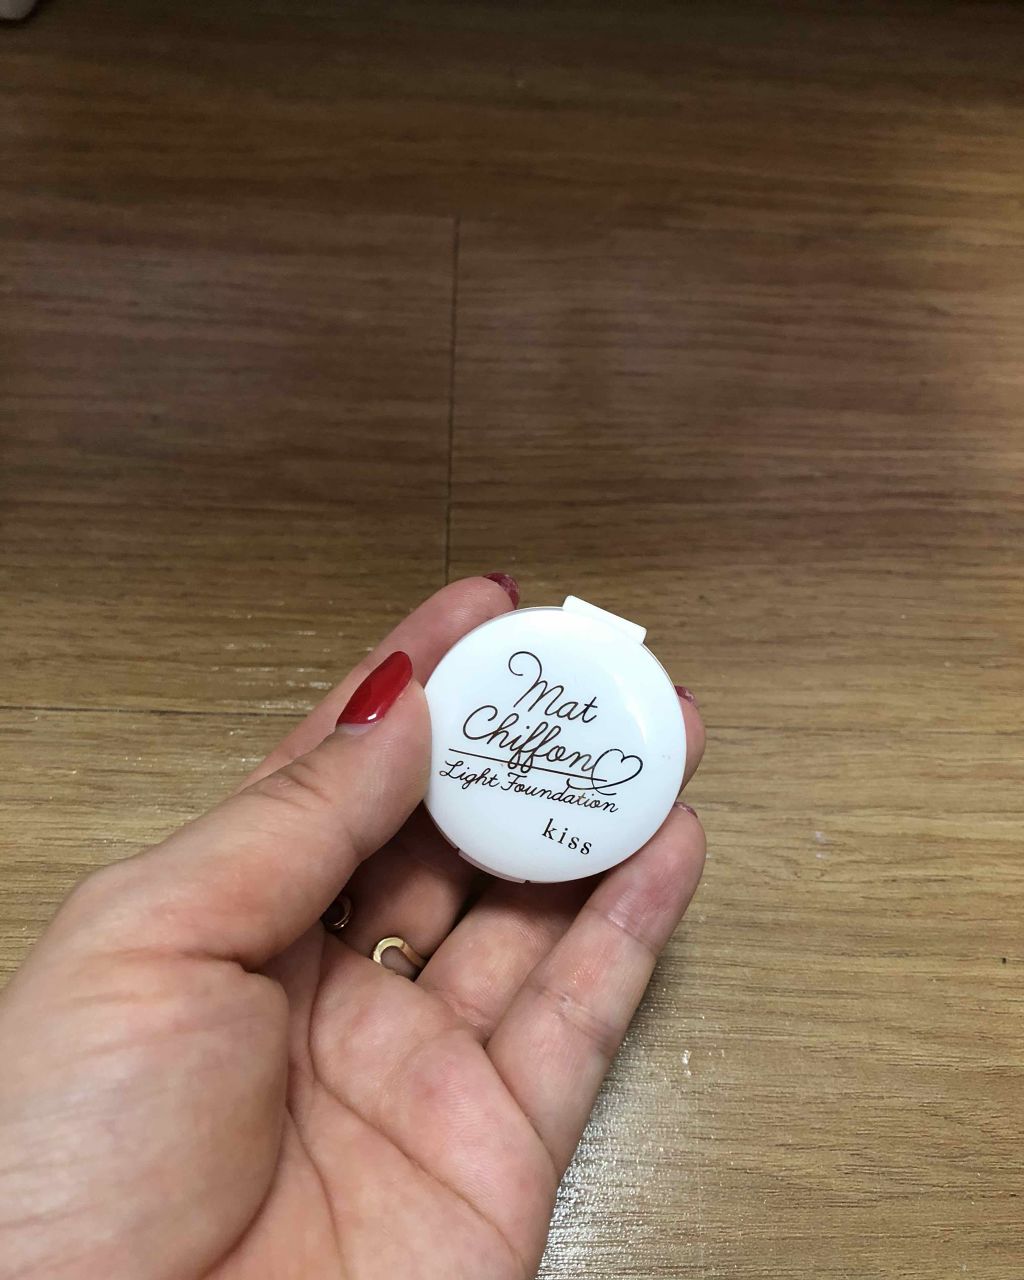 Mat
Chiffon
Light Foundation
kiss